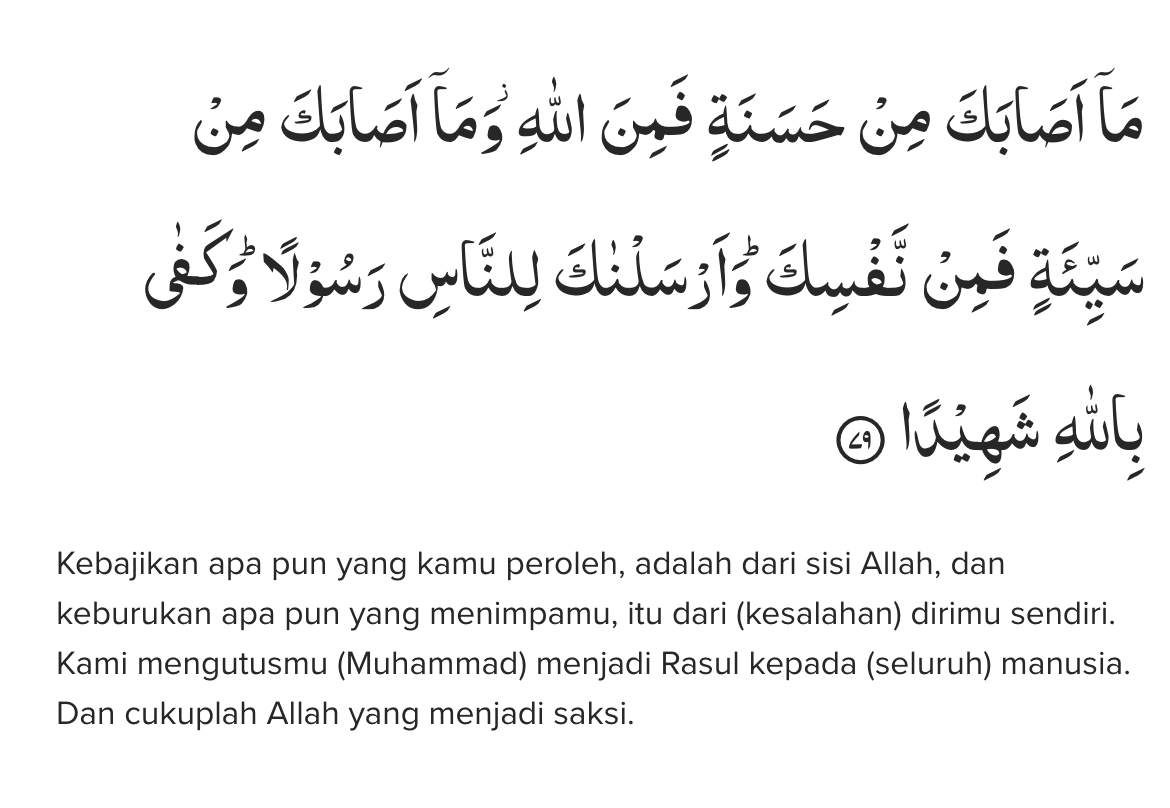 مَآ اَصَابَكَ مِنْ حَسَنَةٍ فَمِنَ اللّٰهِ ۖوَمَآ اَصَابَكَ مِنْ
سَيِّئَةٍ فَمِنْ نَّفْسِكَ ۗوَاَرْسَلْنٰكَ لِلنَّاسِ رَسُوْلًا ۗوَكَفٰى
بِاللّٰهِ شَهِيْدًا ٧٩
Kebajikan apa pun yang kamu peroleh, adalah dari sisi Allah, dan
keburukan apa pun yang menimpamu, itu dari (kesalahan) dirimu sendiri.
Kami mengutusmu (Muhammad) menjadi Rasul kepada (seluruh) manusia.
Dan cukuplah Allah yang menjadi saksi.